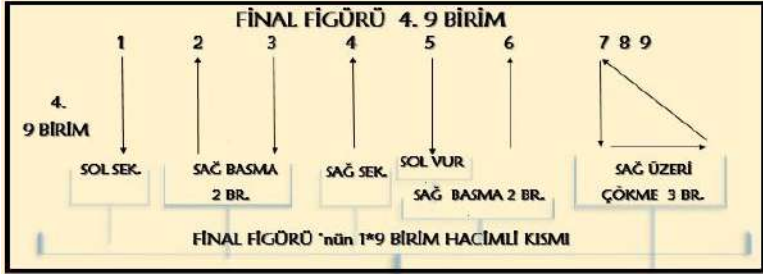 FİNAL FİGÜRÜ 4. 9 BİRİM
1 2 3 4 5 6 7 8 9
4.
9 BİRİM
SOL SEK.
SAĞ BASMA
2 BR.
SAĞ SEK.
SOL VUR
SAĞ BASMA 2 BR.
SAĞ ÜZERİ
ÇÖKME 3 BR.
FİNAL FİGÜRÜ 'nün 1*9 BİRİM HACİMLİ KISMI